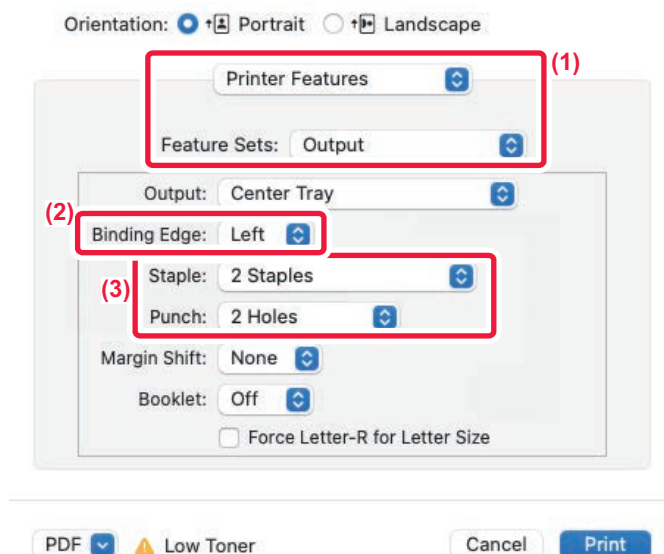 Orientation: Portrait Landscape
(1)
Printer Features
Feature Sets: Output
Output: Center Tray
(2)
Binding Edge: Left
(3)
Staple: 2 Staples
Punch: 2 Holes
Margin Shift: None
Booklet: Off
Force Letter-R for Letter Size
PDF Low Toner Cancel Print